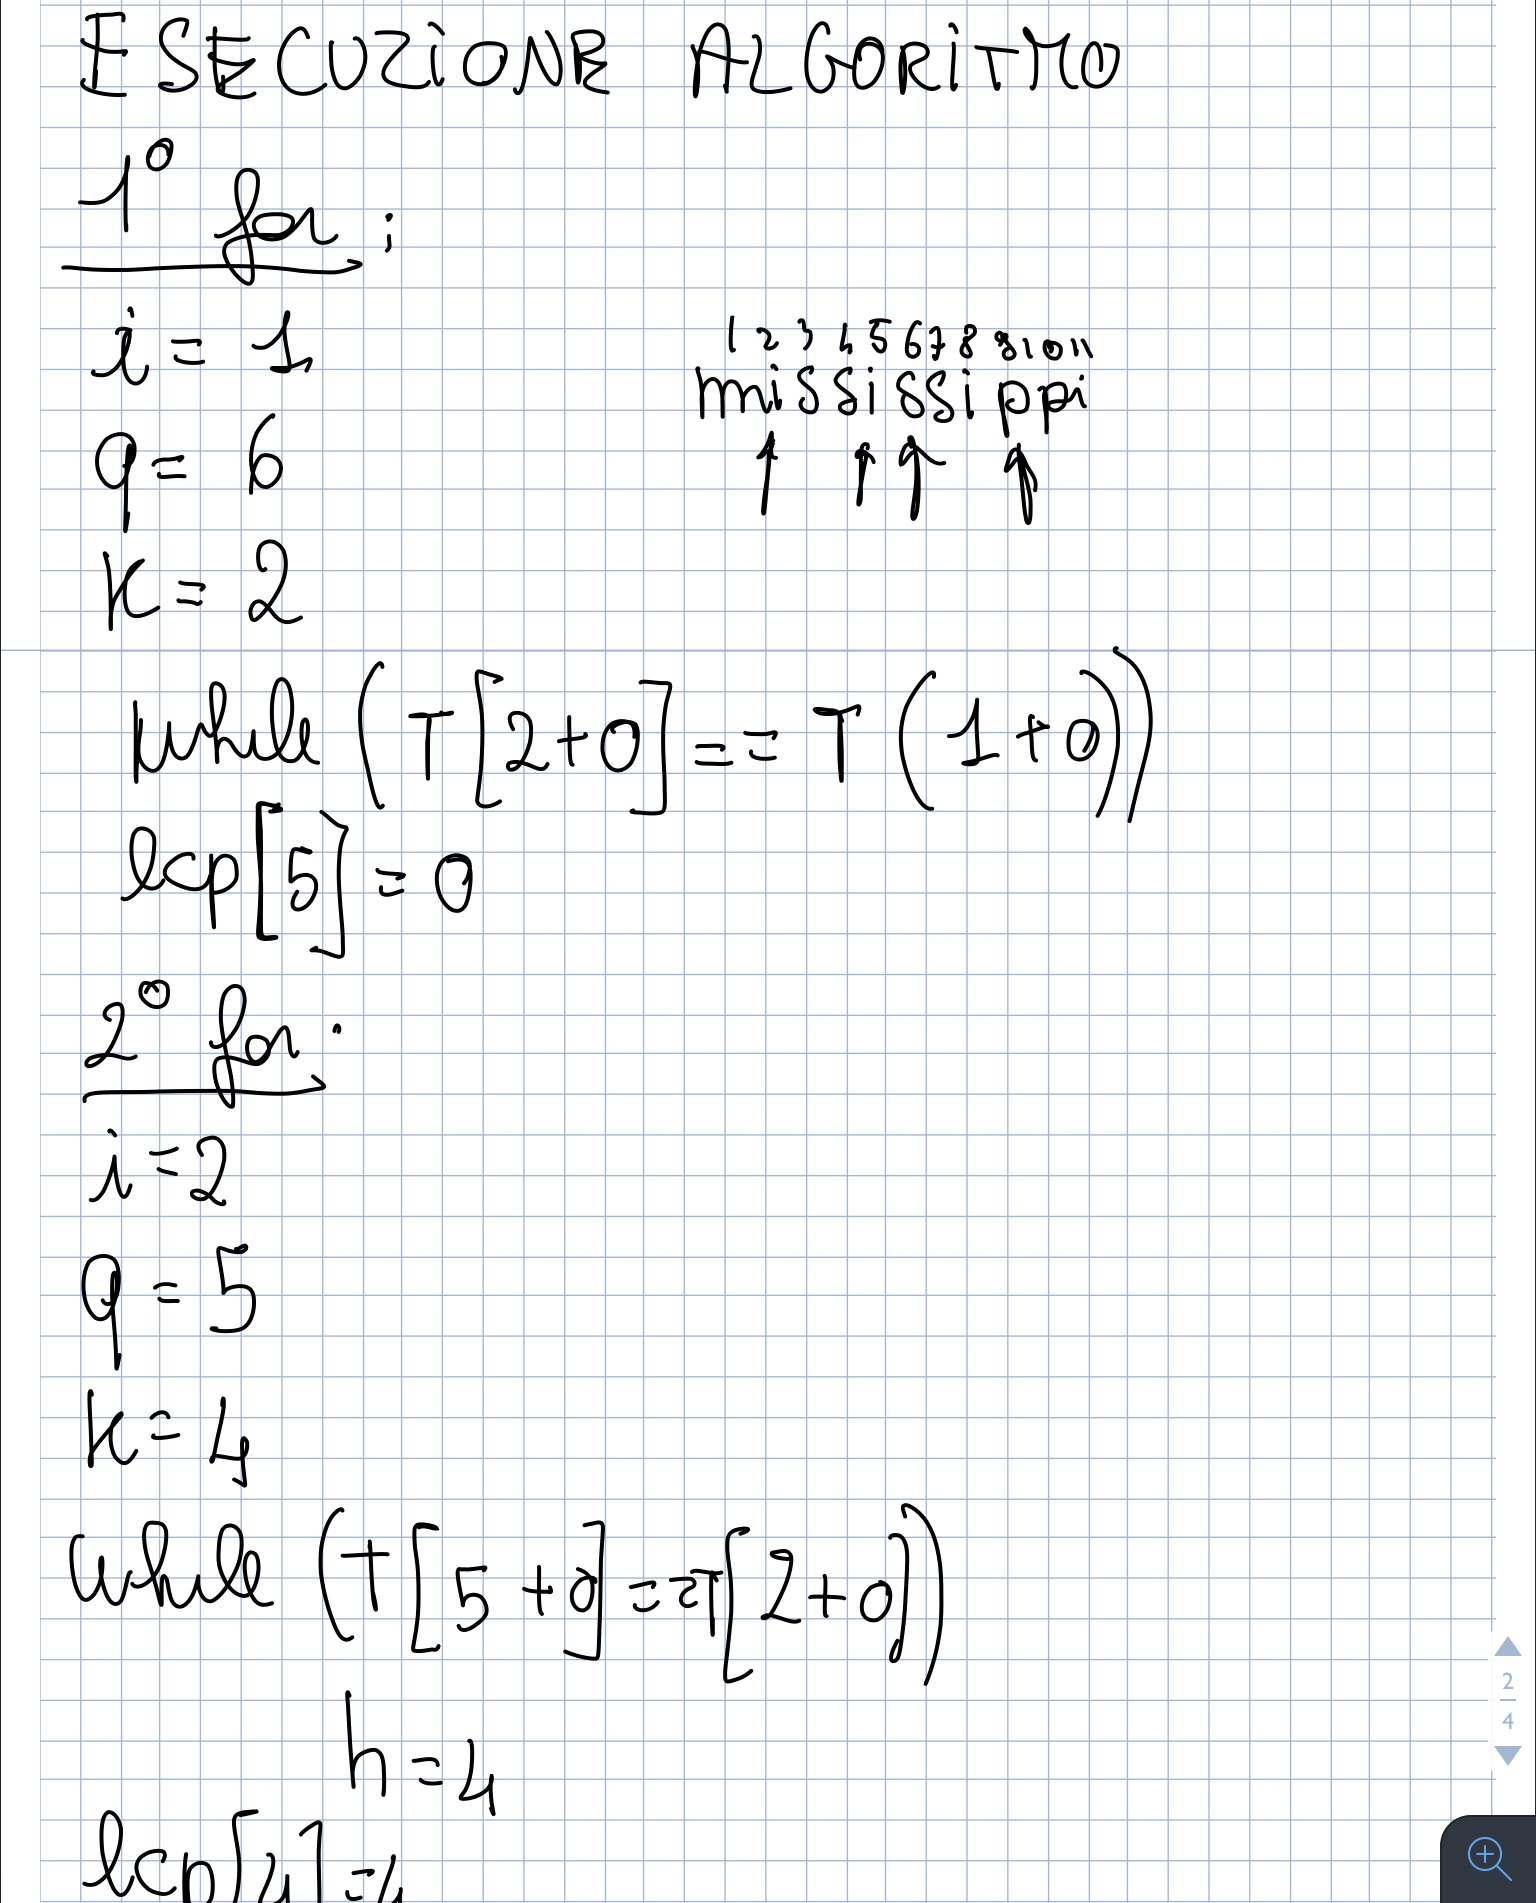 ESECUZIONE ALGORITMO
1° for :
i = 1
1 2 3 4 5 6 7 8 9 10 11
mississippi
q = 6
k = 2
while (T[2+0] == T(1+0))
lcp[5] = 0
2° for:
i = 2
q = 5
k = 4
while (T[5+0] == T[2+0])
h = 4
lcp[4] = 4
2
4